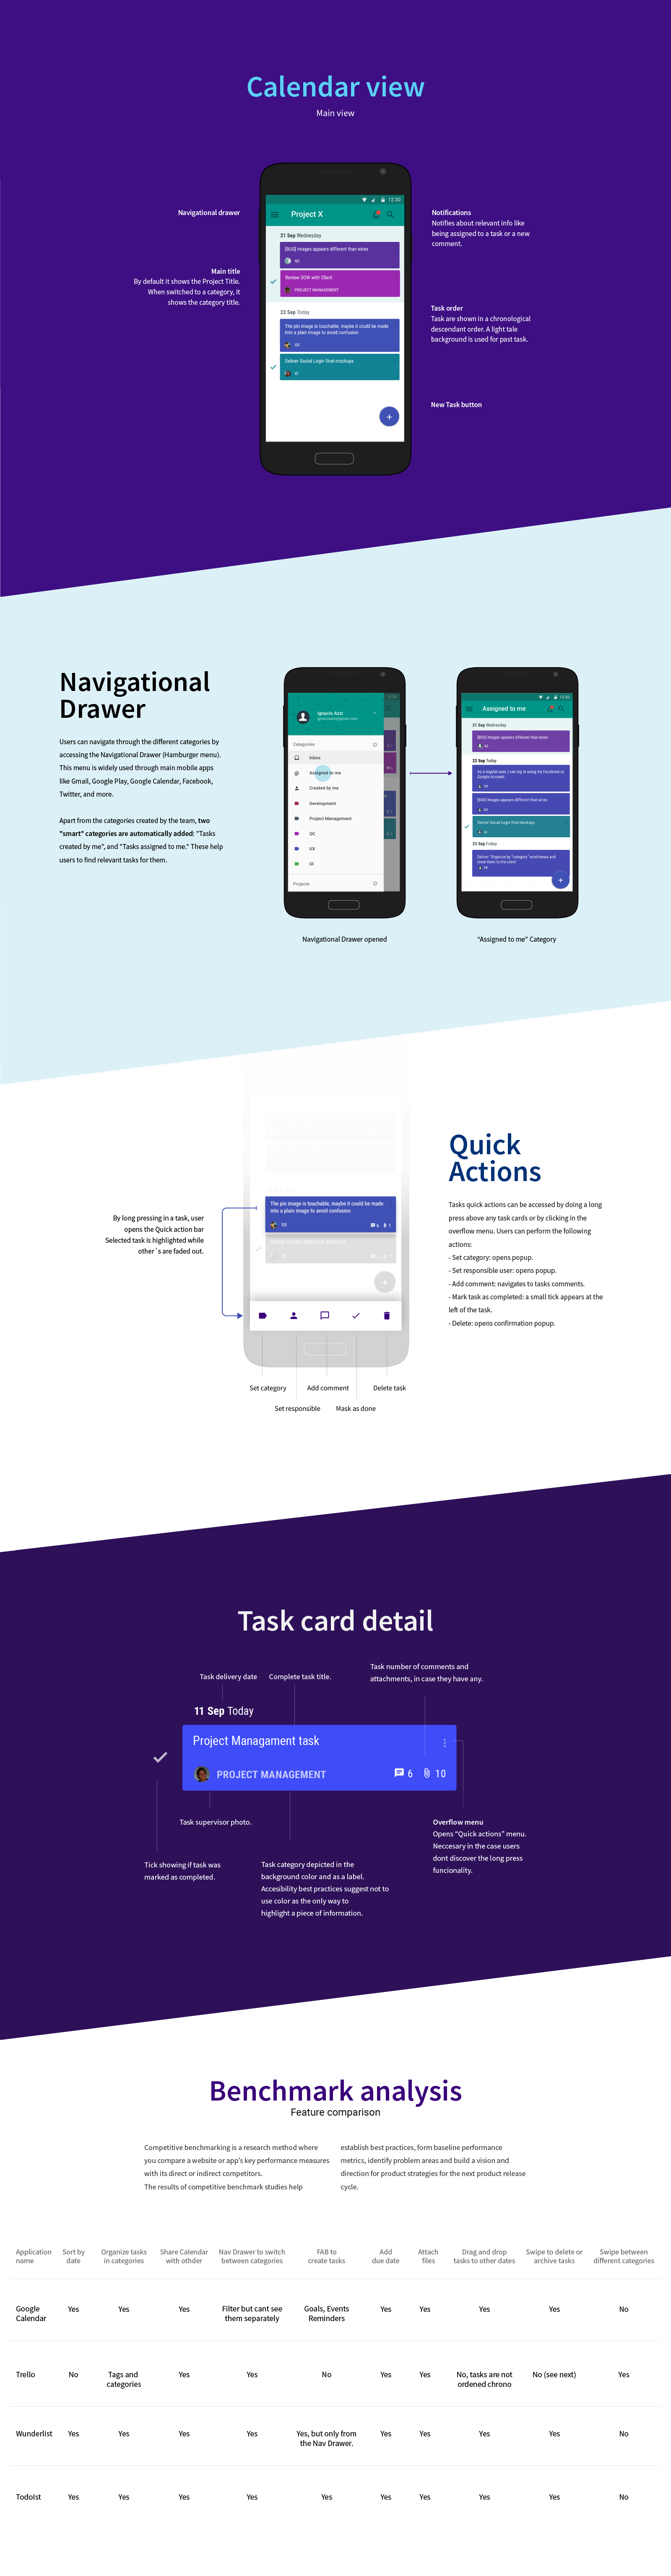 Calendar view
Main view
Navigational drawer
Main title
By default it shows the Project Title.
When switched to a category, it
shows the category title.
12:30
Project X
21 Sep Wednesday
[BUG] Images appears different than wires
QC
Review SOW with Client
PROJECT MANAGEMENT
22 Sep Today
The pin image is touchable, maybe it could be made
into a plain image to avoid confusion
UX
Deliver Social Login final mockups
UI
+
Notifications
Notifies about relevant info like
being assigned to a task or a new
comment.
Task order
Task are shown in a chronological
descendant order. A light tale
background is used for past task.
New Task button
Navigational
Drawer
Users can navigate through the different categories by
accessing the Navigational Drawer (Hamburger menu).
This menu is widely used through main mobile apps
like Gmail, Google Play, Google Calendar, Facebook,
Twitter, and more.
Apart from the categories created by the team, two
"smart" categories are automatically added: "Tasks
created by me", and "Tasks assigned to me." These help
users to find relevant tasks for them.
12:30
Ignacio Azzi
Categories
Inbox
Assigned to me
Created by me
Development
Project Management
QC
UX
UI
Projects
Navigational Drawer opened
12:30
Assigned to me
21 Sep Wednesday
[BUG] Images appears different than wires
22 Sep Today
As a regular user, I can log in using my Facebook or
Google Account.
[BUG] Images appears different than wires
Deliver Social Login final mockups
23 Sep Friday
Deliver "Organize by "category" wireframes and
show them to the client
+
"Assigned to me" Category
By long pressing in a task, user
opens the Quick action bar
Selected task is highlighted while
other´s are faded out.
The pin image is touchable, maybe it could be made
into a plain image to avoid confusion
UX
6
1
Deliver Social Login final mockups
+
Set category
Add comment
Delete task
Set responsible
Mask as done
Quick
Actions
Tasks quick actions can be accessed by doing a long
press above any task cards or by clicking in the
overflow menu. Users can perform the following
actions:
- Set category: opens popup.
- Set responsible user: opens popup.
- Add comment: navigates to tasks comments.
- Mark task as completed: a small tick appears at the
left of the task.
- Delete: opens confirmation popup.
Task card detail
Task delivery date
Complete task title.
Task number of comments and
attachments, in case they have any.
11 Sep Today
Project Managament task
PROJECT MANAGEMENT
6
10
Task supervisor photo.
Tick showing if task was
marked as completed.
Task category depicted in the
background color and as a label.
Accesibility best practices suggest not to
use color as the only way to
highlight a piece of information.
Overflow menu
Opens "Quick actions" menu.
Neccesary in the case users
dont discover the long press
funcionality.
Benchmark analysis
Feature comparison
Competitive benchmarking is a research method where
you compare a website or app's key performance measures
with its direct or indirect competitors.
The results of competitive benchmark studies help
establish best practices, form baseline performance
metrics, identify problem areas and build a vision and
direction for product strategies for the next product release
cycle.
Application name Sort by date Organize tasks in categories Share Calendar with othder Nav Drawer to switch between categories FAB to create tasks Add due date Attach files Drag and drop tasks to other dates Swipe to delete or archive tasks Swipe between different categories
Google Calendar Yes Yes Yes Filter but cant see them separately Goals, Events Reminders Yes Yes Yes Yes No
Trello No Tags and categories Yes Yes No Yes Yes No, tasks are not ordered chrono No (see next) Yes
Wunderlist Yes Yes Yes Yes Yes, but only from the Nav Drawer. Yes Yes Yes Yes No
TodoIst Yes Yes Yes Yes Yes Yes Yes Yes Yes No